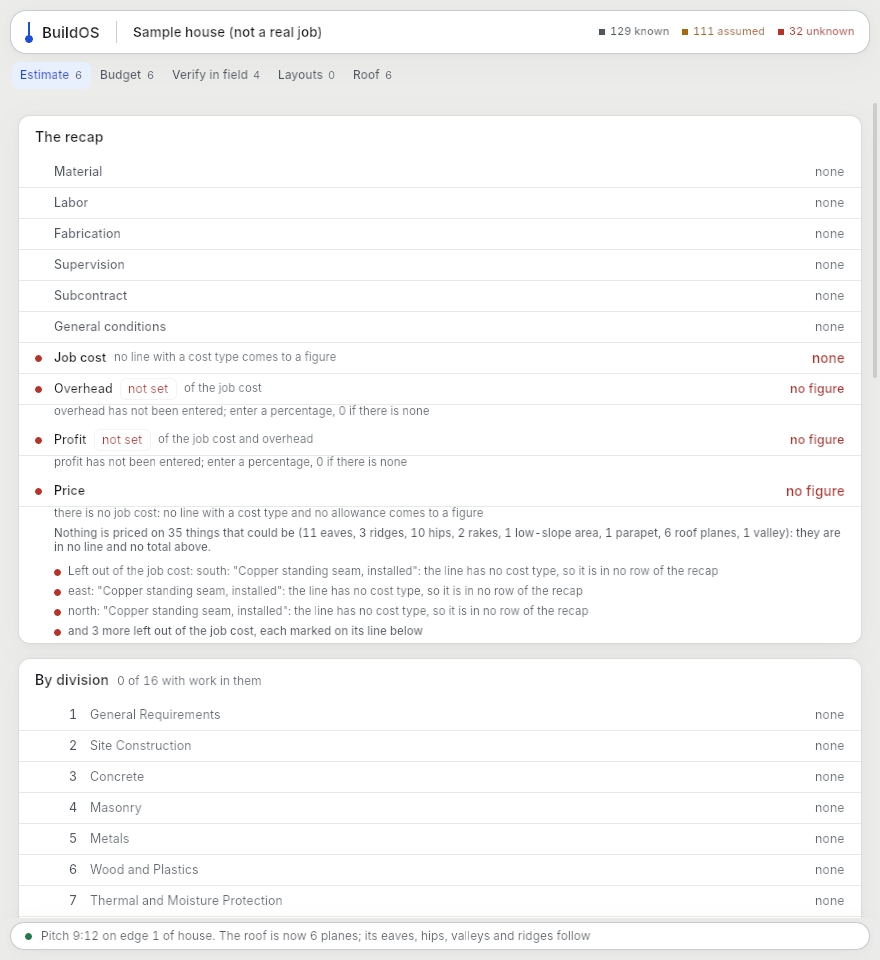 BuildOS Sample house (not a real job) 129 known 111 assumed 32 unknown
Estimate 6 Budget 6 Verify in field 4 Layouts 0 Roof 6
The recap
Material none
Labor none
Fabrication none
Supervision none
Subcontract none
General conditions none
Job cost no line with a cost type comes to a figure none
Overhead not set of the job cost no figure
overhead has not been entered; enter a percentage, 0 if there is none
Profit not set of the job cost and overhead no figure
profit has not been entered; enter a percentage, 0 if there is none
Price no figure
there is no job cost: no line with a cost type and no allowance comes to a figure
Nothing is priced on 35 things that could be (11 eaves, 3 ridges, 10 hips, 2 rakes, 1 low-slope area, 1 parapet, 6 roof planes, 1 valley): they are
in no line and no total above.
Left out of the job cost: south: "Copper standing seam, installed": the line has no cost type, so it is in no row of the recap
east: "Copper standing seam, installed": the line has no cost type, so it is in no row of the recap
north: "Copper standing seam, installed": the line has no cost type, so it is in no row of the recap
and 3 more left out of the job cost, each marked on its line below
By division 0 of 16 with work in them
1 General Requirements none
2 Site Construction none
3 Concrete none
4 Masonry none
5 Metals none
6 Wood and Plastics none
7 Thermal and Moisture Protection none
Pitch 9:12 on edge 1 of house. The roof is now 6 planes; its eaves, hips, valleys and ridges follow